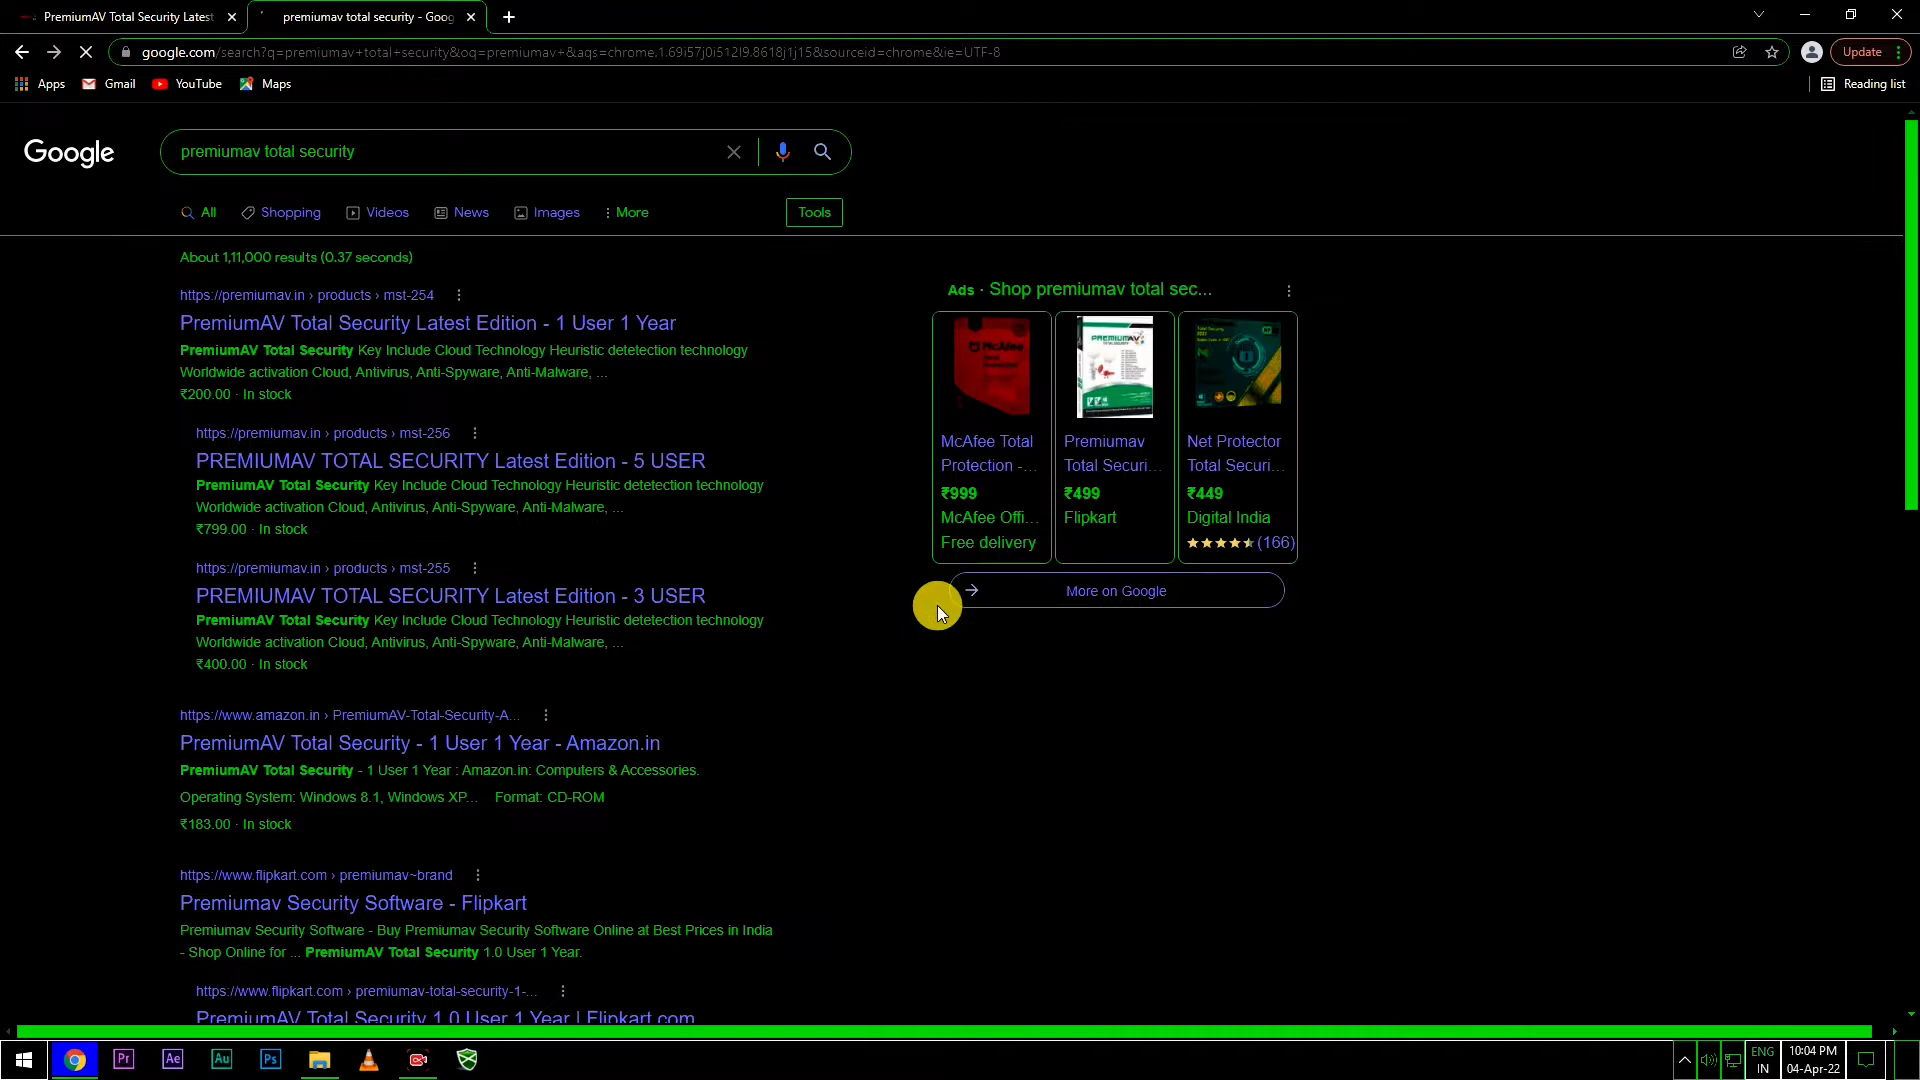 PremiumAV Total Security Latest
premiumav total security - Goog
google.com/search?q=premiumav+total+security&oq=premiumav+&aqs=chrome.1.69i57j0i512l9.8618j1j15&sourceid=chrome&ie=UTF-8
Update
Apps
Gmail
YouTube
Maps
Reading list
Google
premiumav total security
All
Shopping
Videos
News
Images
More
Tools
About 1,11,000 results (0.37 seconds)
https://premiumav.in › products › mst-254
PremiumAV Total Security Latest Edition - 1 User 1 Year
PremiumAV Total Security Key Include Cloud Technology Heuristic detetection technology
Worldwide activation Cloud, Antivirus, Anti-Spyware, Anti-Malware, ...
₹200.00 · In stock
https://premiumav.in › products › mst-256
PREMIUMAV TOTAL SECURITY Latest Edition - 5 USER
PremiumAV Total Security Key Include Cloud Technology Heuristic detetection technology
Worldwide activation Cloud, Antivirus, Anti-Spyware, Anti-Malware, ...
₹799.00 · In stock
https://premiumav.in › products › mst-255
PREMIUMAV TOTAL SECURITY Latest Edition - 3 USER
PremiumAV Total Security Key Include Cloud Technology Heuristic detetection technology
Worldwide activation Cloud, Antivirus, Anti-Spyware, Anti-Malware, ...
₹400.00 · In stock
https://www.amazon.in › PremiumAV-Total-Security-A...
PremiumAV Total Security - 1 User 1 Year - Amazon.in
PremiumAV Total Security - 1 User 1 Year : Amazon.in: Computers & Accessories.
Operating System: Windows 8.1, Windows XP... Format: CD-ROM
₹183.00 · In stock
https://www.flipkart.com › premiumav~brand
Premiumav Security Software - Flipkart
Premiumav Security Software - Buy Premiumav Security Software Online at Best Prices in India
- Shop Online for ... PremiumAV Total Security 1.0 User 1 Year.
https://www.flipkart.com › premiumav-total-security-1-...
PremiumAV Total Security 1.0 User 1 Year | Flipkart.com
Ads · Shop premiumav total sec...
McAfee
McAfee Total
Protection -...
₹999
McAfee Offi...
Free delivery
PREMIUMAV
Premiumav
Total Securi...
₹499
Flipkart
Net Protector
Total Securi...
₹449
Digital India
(166)
More on Google
Pr
Ae
Au
Ps
ENG
IN
10:04 PM
04-Apr-22